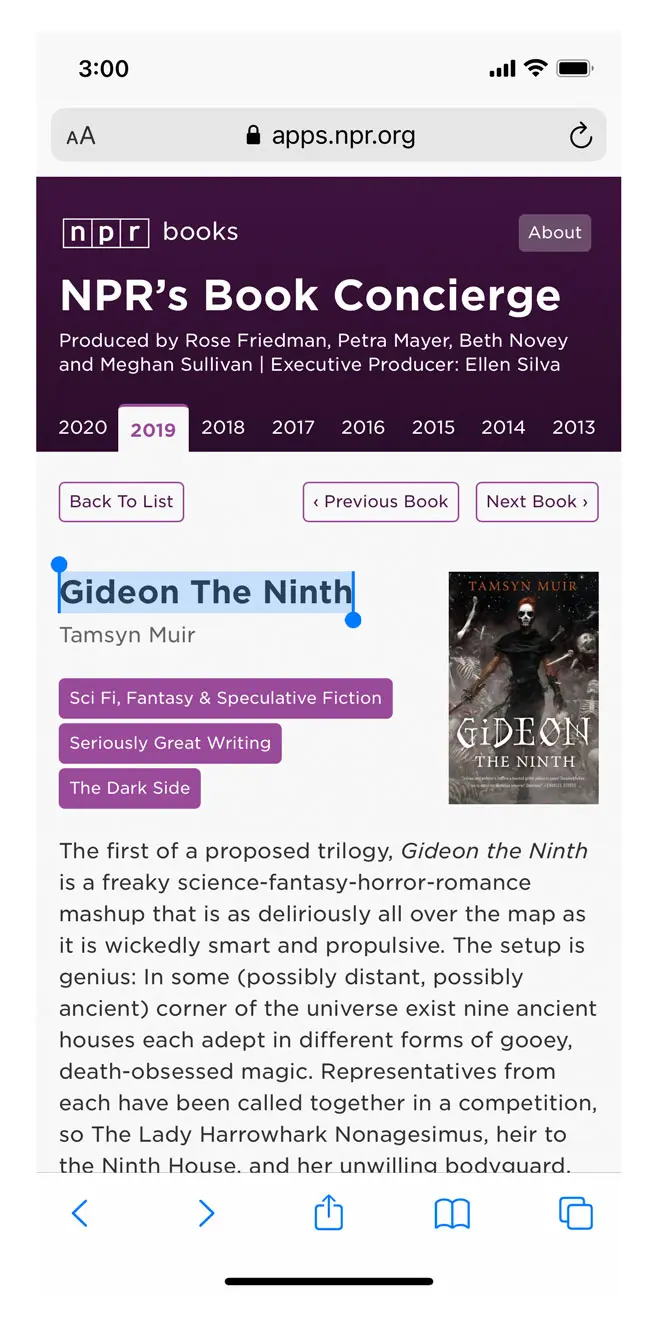 3:00
AA apps.npr.org
npr books
About
NPR’s Book Concierge
Produced by Rose Friedman, Petra Mayer, Beth Novey
and Meghan Sullivan | Executive Producer: Ellen Silva
2020 2019 2018 2017 2016 2015 2014 2013
Back To List ‹ Previous Book Next Book ›
Gideon The Ninth
Tamsyn Muir
Sci Fi, Fantasy & Speculative Fiction
Seriously Great Writing
The Dark Side
TAMSYN MUIR
GiDEON
THE NINTH
The first of a proposed trilogy, Gideon the Ninth
is a freaky science-fantasy-horror-romance
mashup that is as deliriously all over the map as
it is wickedly smart and propulsive. The setup is
genius: In some (possibly distant, possibly
ancient) corner of the universe exist nine ancient
houses each adept in different forms of gooey,
death-obsessed magic. Representatives from
each have been called together in a competition,
so The Lady Harrowhark Nonagesimus, heir to
the Ninth House, and her unwilling bodyguard,